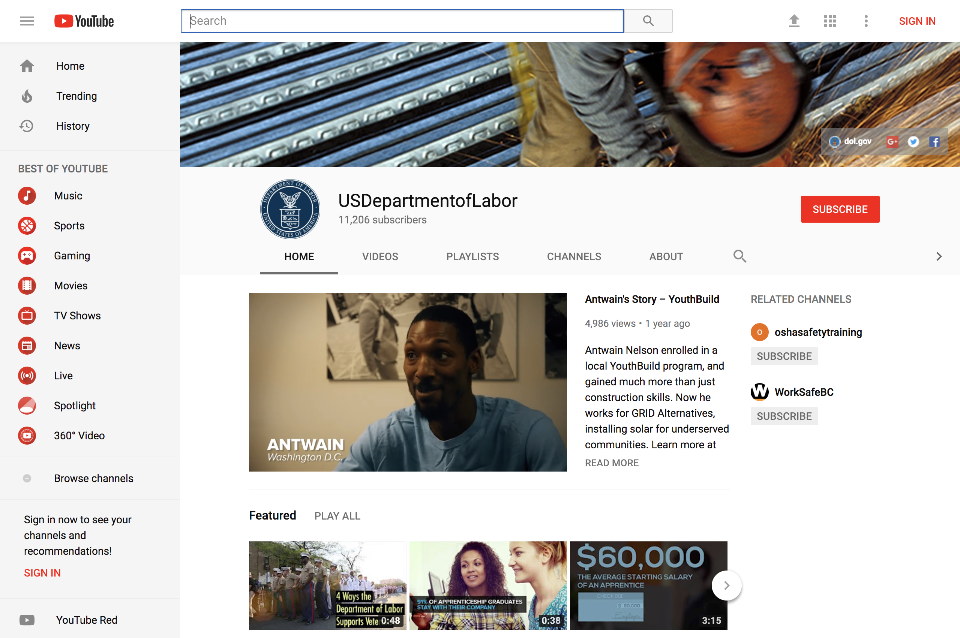 YouTube
Search
SIGN IN
Home
Trending
History
BEST OF YOUTUBE
Music
Sports
Gaming
Movies
TV Shows
News
Live
Spotlight
360° Video
Browse channels
Sign in now to see your
channels and
recommendations!
SIGN IN
YouTube Red
dol.gov
G+
USDepartmentofLabor
11,206 subscribers
SUBSCRIBE
HOME
VIDEOS
PLAYLISTS
CHANNELS
ABOUT
ANTWAIN
Washington D.C.
Antwain's Story – YouthBuild
4,986 views • 1 year ago
Antwain Nelson enrolled in a
local YouthBuild program, and
gained much more than just
construction skills. Now he
works for GRID Alternatives,
installing solar for underserved
communities. Learn more at
READ MORE
RELATED CHANNELS
oshasafetytraining
SUBSCRIBE
WorkSafeBC
SUBSCRIBE
Featured
PLAY ALL
4 Ways the
Department of Labor
Supports Vete
0:48
91% OF APPRENTICESHIP GRADUATES
STAY WITH THEIR COMPANY
0:38
$60,000
THE AVERAGE STARTING SALARY
OF AN APPRENTICE
3:15